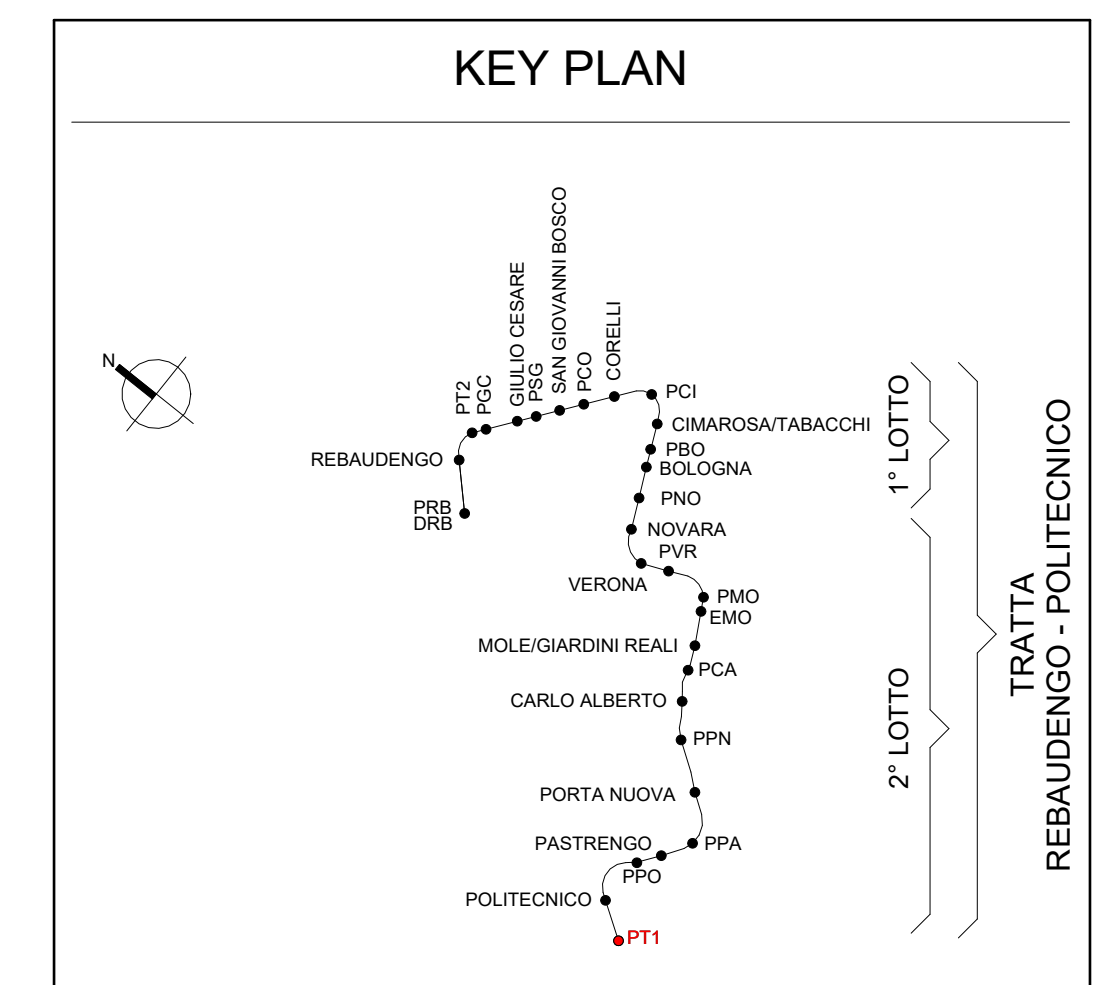 KEY PLAN
N
PT2
PGC
GIULIO CESARE
PSG
SAN GIOVANNI BOSCO
PCO
CORELLI
PCI
CIMAROSA/TABACCHI
PBO
BOLOGNA
PNO
NOVARA
PVR
VERONA
PMO
EMO
MOLE/GIARDINI REALI
PCA
CARLO ALBERTO
PPN
PORTA NUOVA
PPA
PASTRENGO
PPO
POLITECNICO
PT1
REBAUDENGO
PRB
DRB
1° LOTTO
2° LOTTO
TRATTA
REBAUDENGO - POLITECNICO